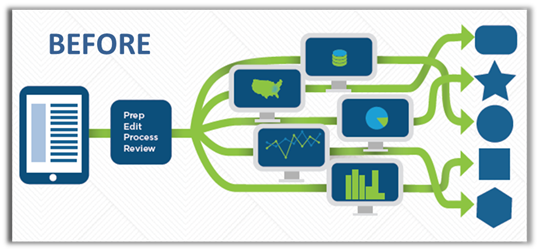 BEFORE
Prep
Edit
Process
Review